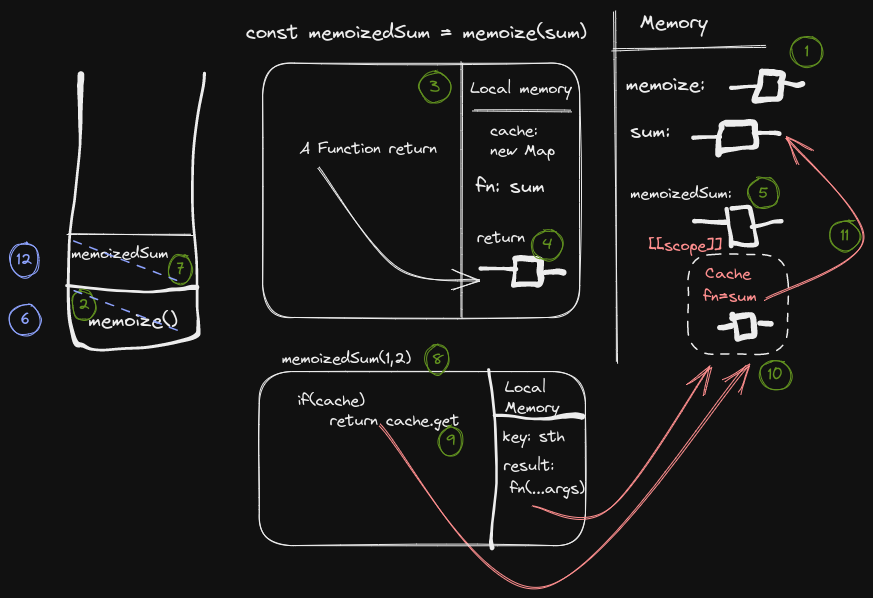 const memoizedSum = memoize(sum)
Memory
1
memoize:
sum:
memoizedSum:
5
[[scope]]
11
Cache
fn=sum
10
3
Local memory
A Function return
cache:
new Map
fn: sum
return
4
12
memoizedSum
7
6
2
memoize()
memoizedSum(1,2)
8
if(cache)
return cache.get
9
Local
Memory
key: sth
result:
fn(...args)